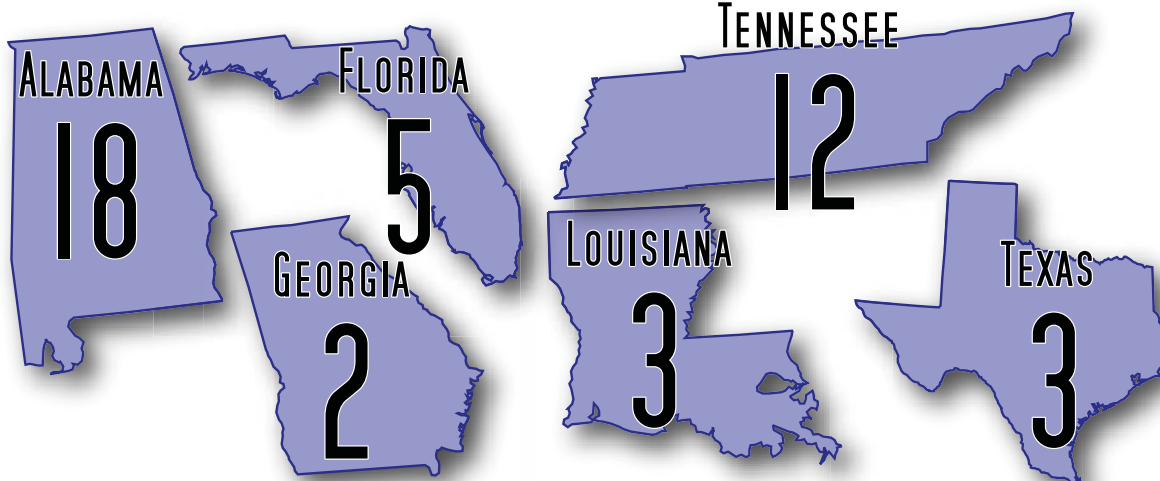 Alabama
18
Florida
5
Georgia
2
Tennessee
12
Louisiana
3
Texas
3